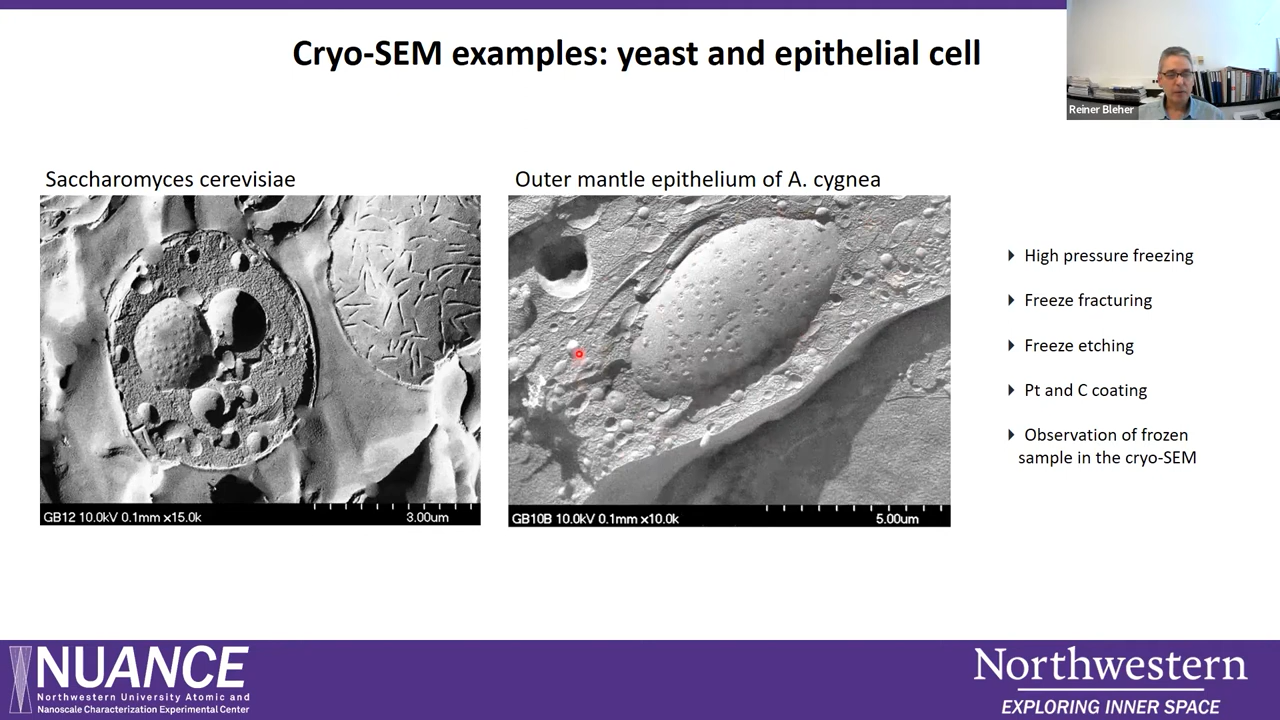 Cryo-SEM examples: yeast and epithelial cell
Reiner Bleher
Saccharomyces cerevisiae
Outer mantle epithelium of A. cygnea
GB12 10.0kV 0.1mm x15.0k 3.00um
GB10B 10.0kV 0.1mm x10.0k 5.00um
High pressure freezing
Freeze fracturing
Freeze etching
Pt and C coating
Observation of frozen
sample in the cryo-SEM
NUANCE
Northwestern University Atomic and
Nanoscale Characterization Experimental Center
Northwestern
EXPLORING INNER SPACE